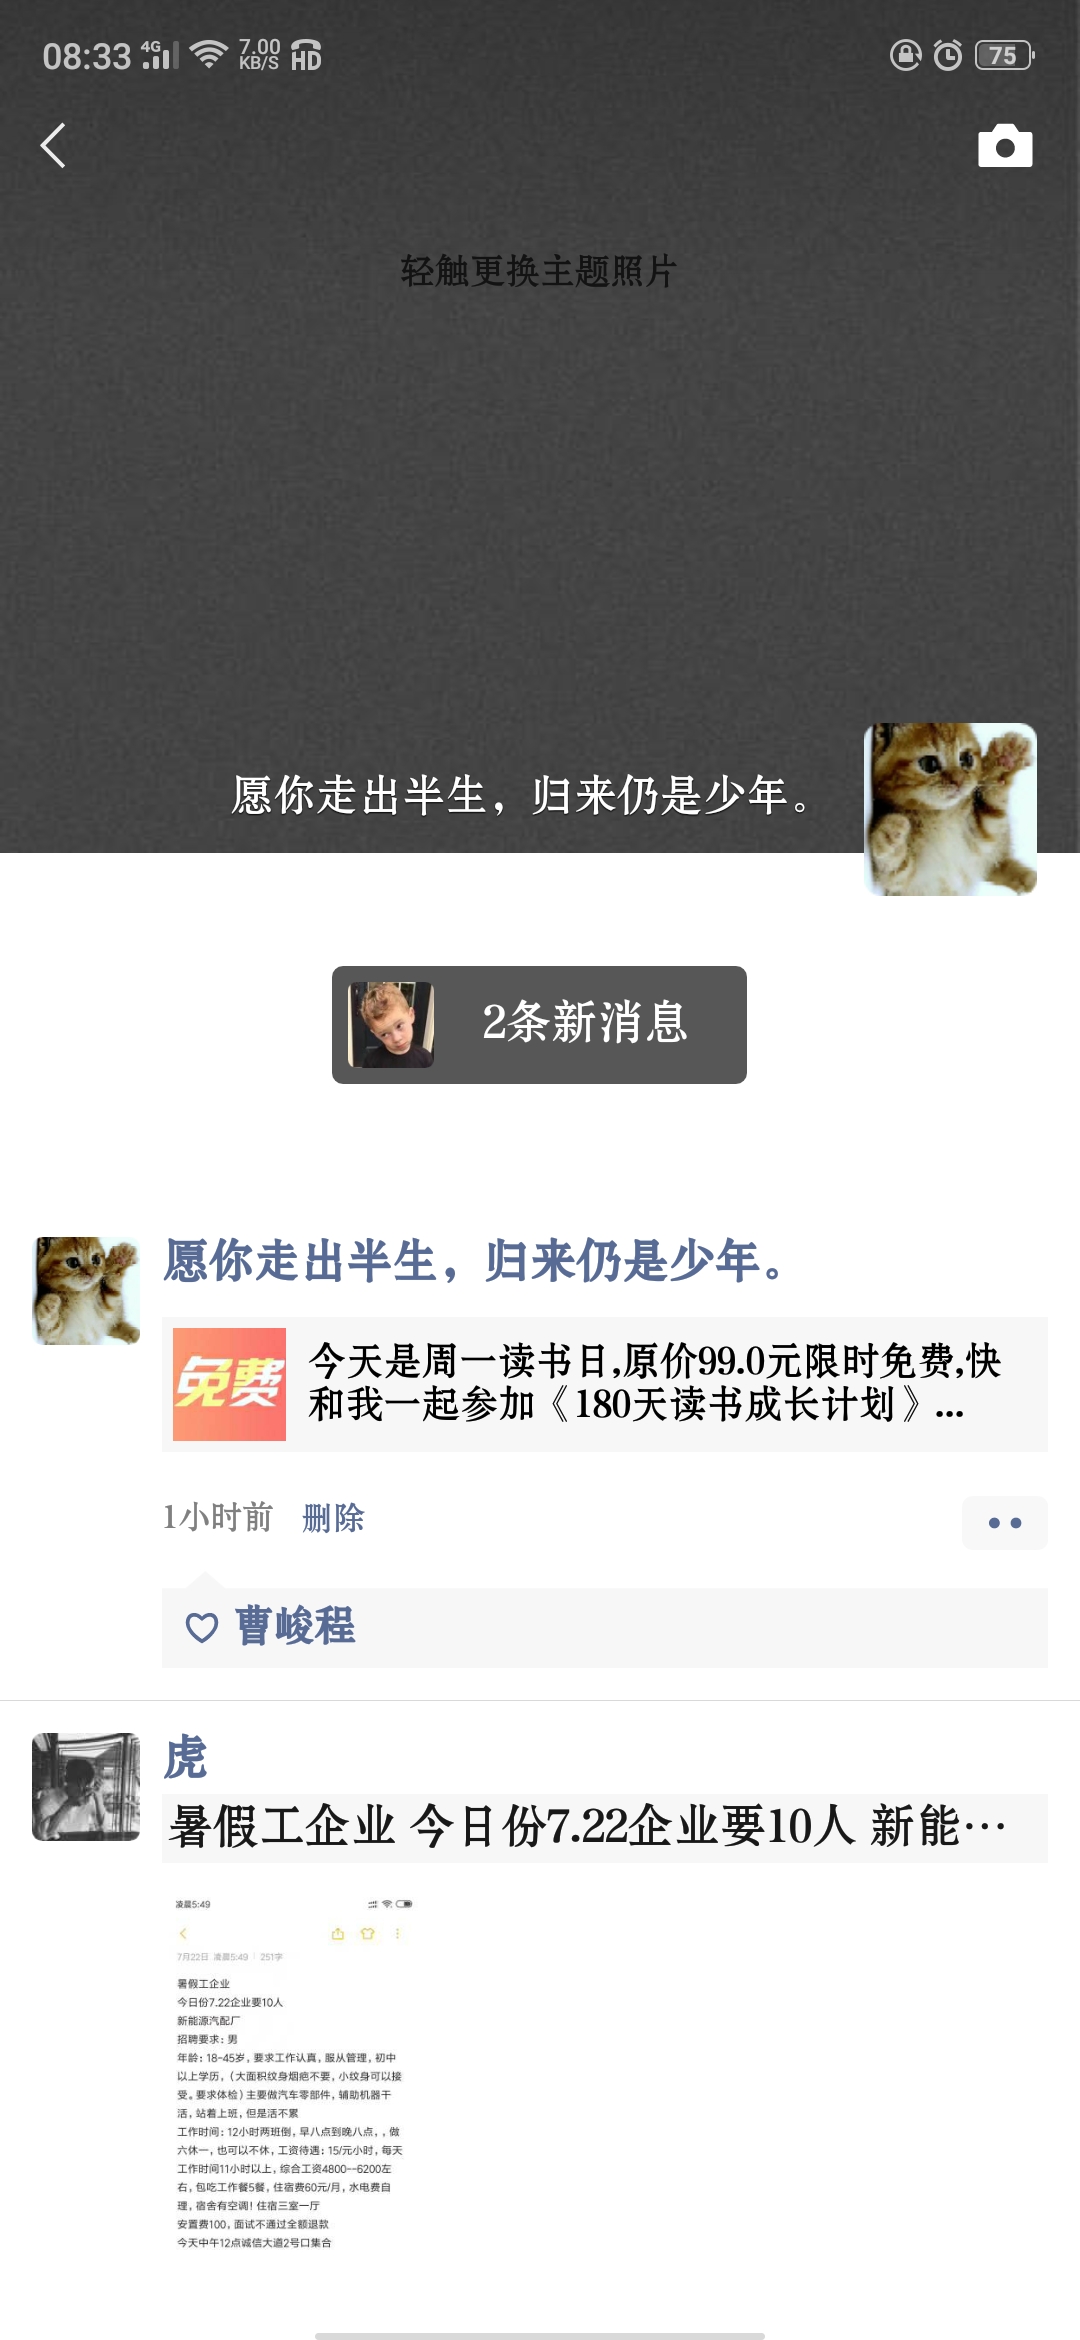 08:33 4G 7.00 KB/S HD 75
轻触更换主题照片
愿你走出半生，归来仍是少年。
2条新消息
愿你走出半生，归来仍是少年。
免费
今天是周一读书日,原价99.0元限时免费,快
和我一起参加《180天读书成长计划》...
1小时前 删除
曹峻程
虎
暑假工企业 今日份7.22企业要10人 新能…
凌晨5:49
7月22日 凌晨5:49 | 251字
暑假工企业
今日份7.22企业要10人
新能源汽配厂
招聘要求：男
年龄：18-45岁，要求工作认真，服从管理，初中
以上学历，（大面积纹身烟疤不要，小纹身可以接
受。要求体检）主要做汽车零部件，辅助机器干
活，站着上班，但是活不累
工作时间：12小时两班倒，早八点到晚八点，，做
六休一，也可以不休，工资待遇；15/元小时，每天
工作时间11小时以上，综合工资4800--6200左
右，包吃工作餐5餐，住宿费60元/月，水电费自
理，宿舍有空调！住宿三室一厅
安置费100，面试不通过全额退款
今天中午12点诚信大道2号口集合